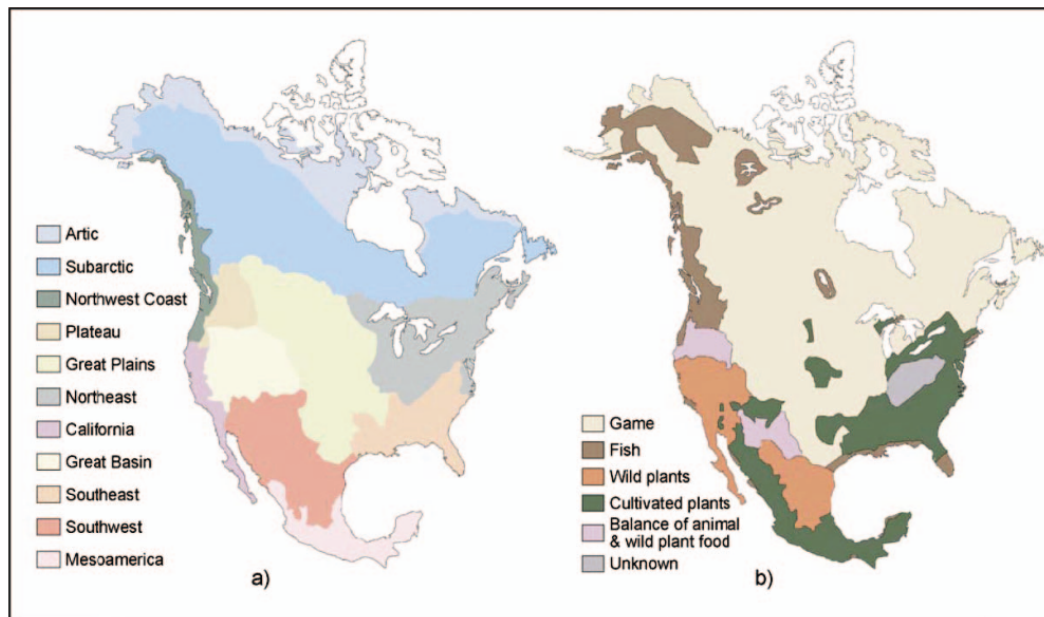 Artic
Subarctic
Northwest Coast
Plateau
Great Plains
Northeast
California
Great Basin
Southeast
Southwest
Mesoamerica
a)
Game
Fish
Wild plants
Cultivated plants
Balance of animal
& wild plant food
Unknown
b)